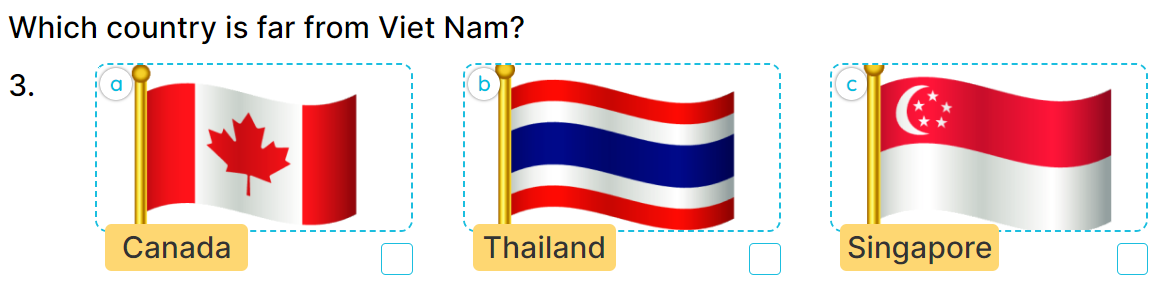 Which country is far from Viet Nam?
3.
a
b
c
Canada
Thailand
Singapore